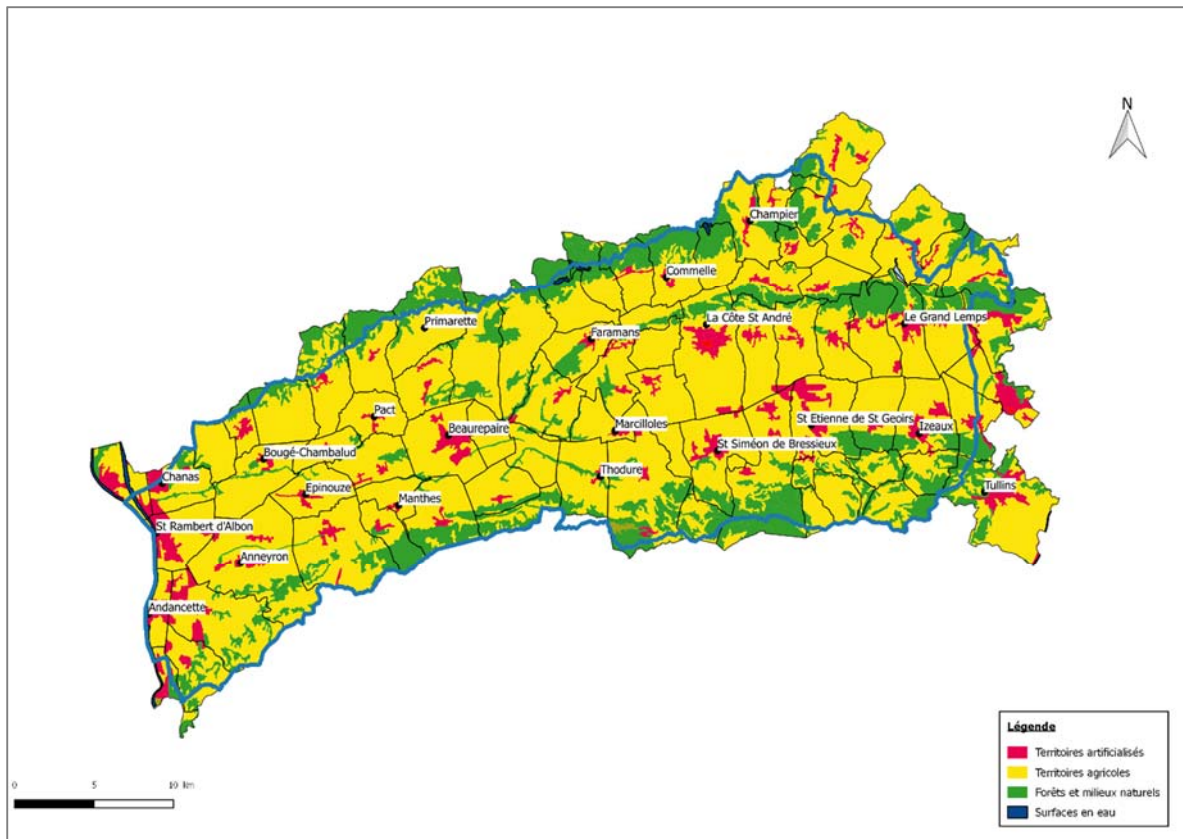 N
Champier
Commelle
Primarette
Faramans
La Côte St André
Le Grand Lemps
Pact
Beaurepaire
Marcilloles
St Etienne de St Geoirs
Izeaux
Bougé-Chambalud
St Siméon de Bressieux
Chanas
Thodure
Epinouze
Manthes
Tullins
St Rambert d'Albon
Anneyron
Andancette
Légende
Territoires artificialisés
Territoires agricoles
Forêts et milieux naturels
Surfaces en eau
0 5 10 km